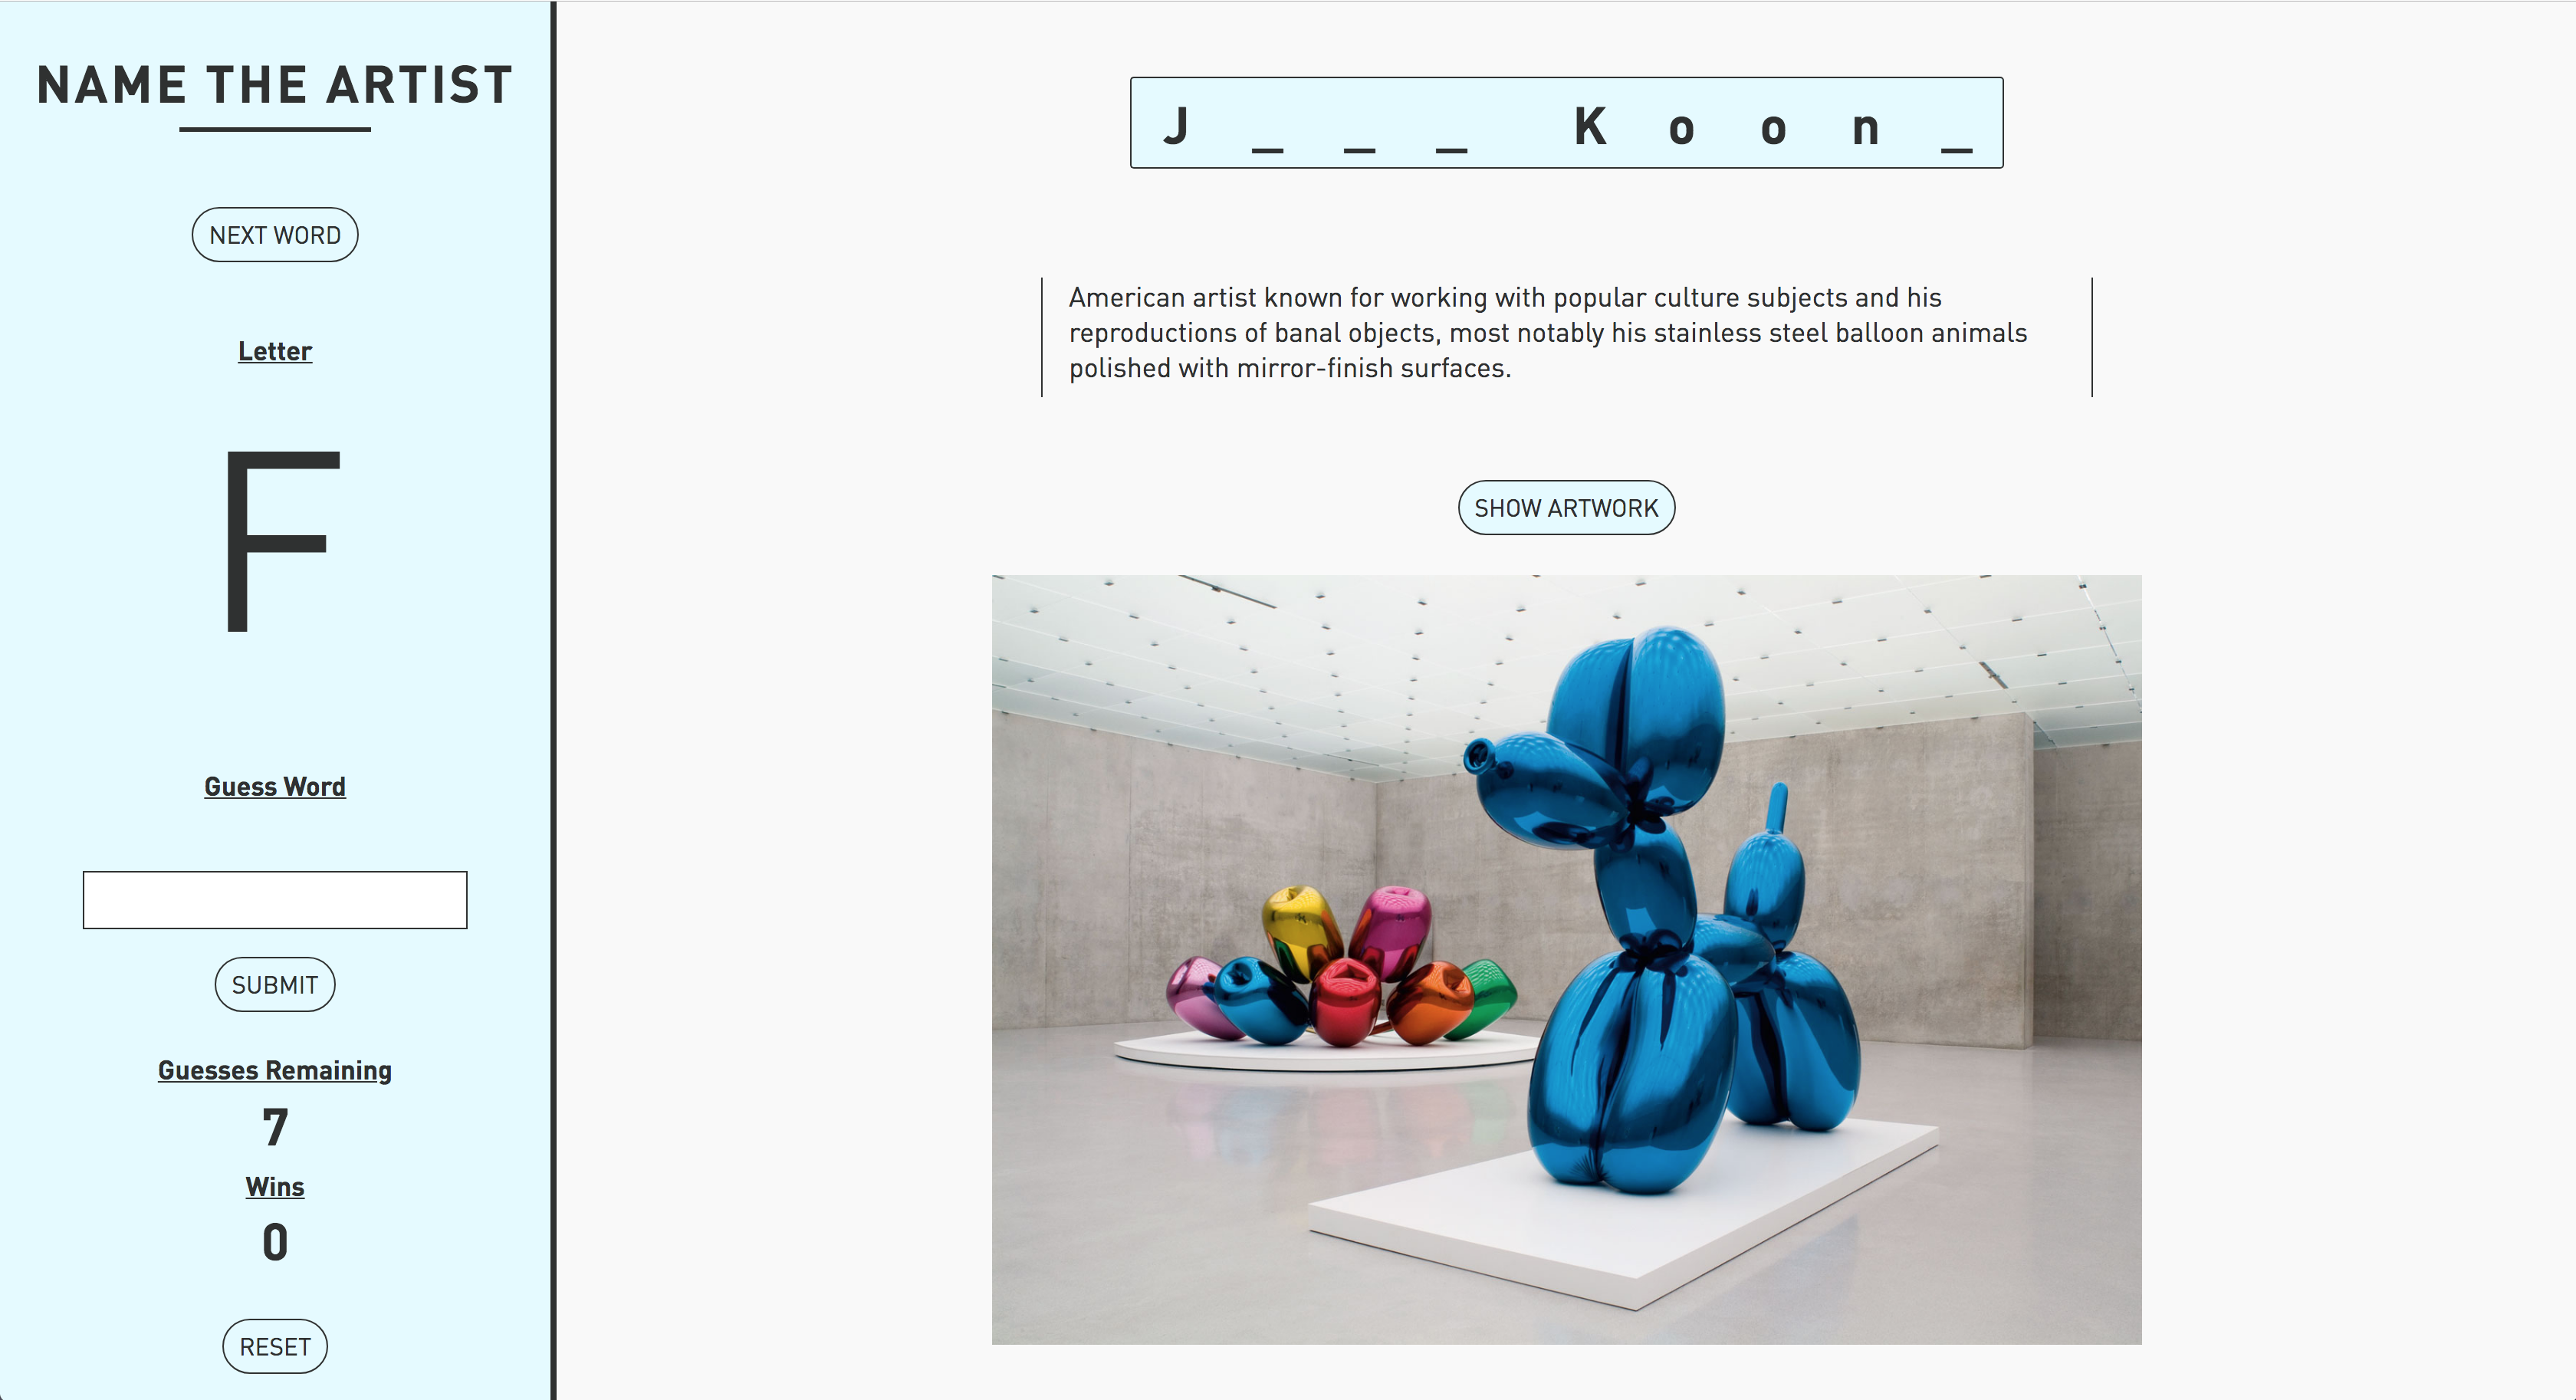 NAME THE ARTIST
NEXT WORD
Letter
F
Guess Word
SUBMIT
Guesses Remaining
7
Wins
0
RESET
J _ _ _ K o o n _
American artist known for working with popular culture subjects and his
reproductions of banal objects, most notably his stainless steel balloon animals
polished with mirror-finish surfaces.
SHOW ARTWORK